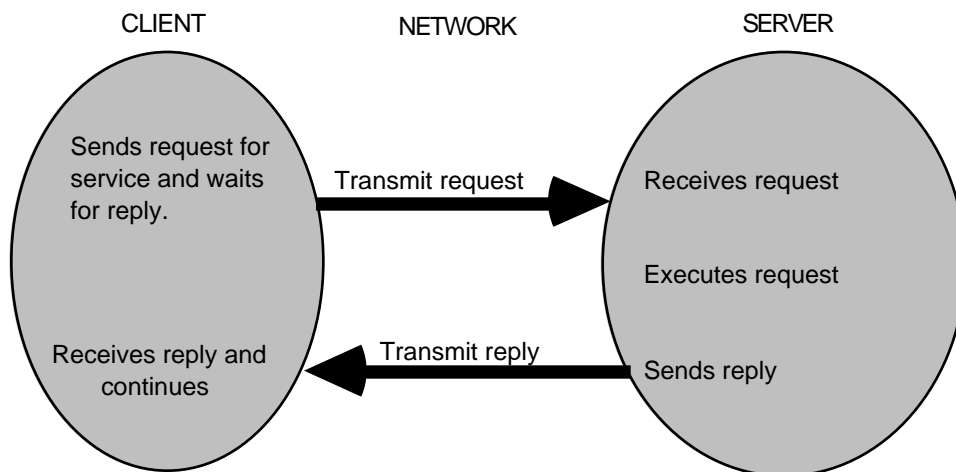 CLIENT
NETWORK
SERVER
Sends request for
service and waits
for reply.
Transmit request
Receives request
Executes request
Receives reply and
continues
Transmit reply
Sends reply